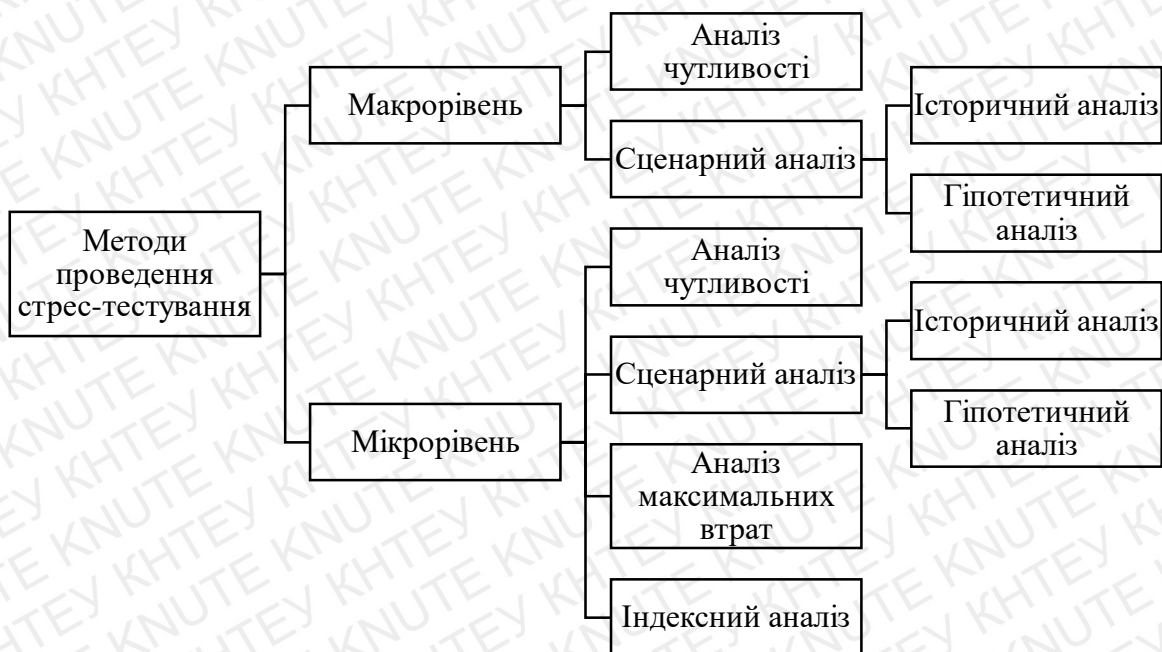 Методи
проведення
стрес-тестування
Макрорівень
Аналіз
чутливості
Сценарний аналіз
Історичний аналіз
Гіпотетичний
аналіз
Мікрорівень
Аналіз
чутливості
Сценарний аналіз
Історичний аналіз
Гіпотетичний
аналіз
Аналіз
максимальних
втрат
Індексний аналіз